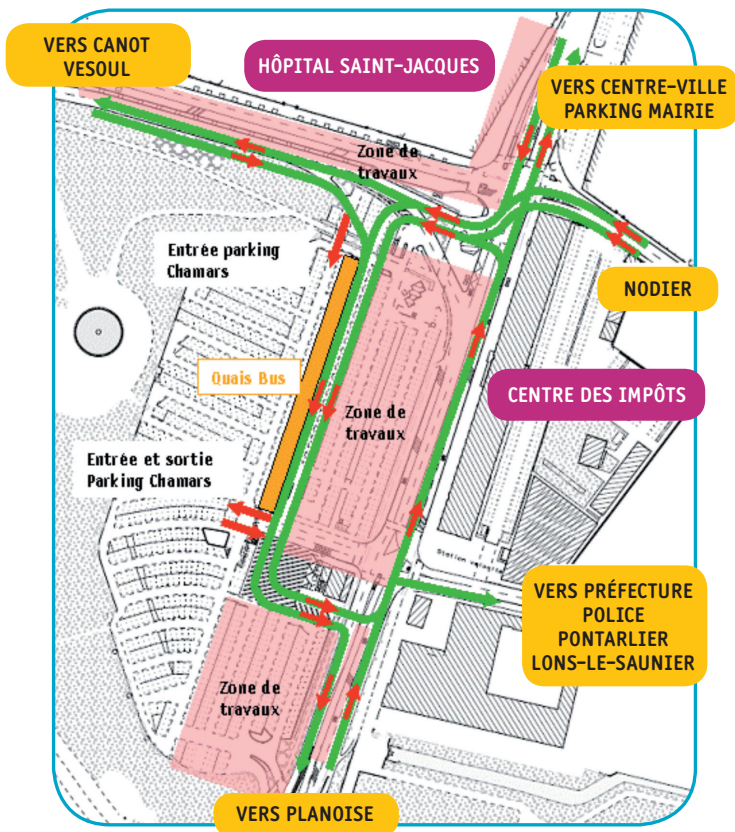 VERS CANOT
VESOUL
HÔPITAL SAINT-JACQUES
VERS CENTRE-VILLE
PARKING MAIRIE
Zone de
travaux
Entrée parking
Chamars
NODIER
Quais Bus
CENTRE DES IMPÔTS
Zone de
travaux
Entrée et sortie
Parking Chamars
Station
VERS PRÉFECTURE
POLICE
PONTARLIER
LONS-LE-SAUNIER
Zone de
travaux
VERS PLANOISE